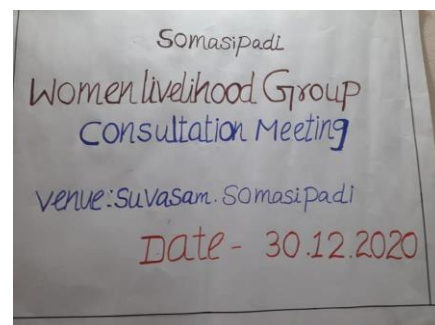 Somasipadi
Women livelihood Group
Consultation Meeting
Venue: Suvasam. Somasipadi
Date - 30.12.2020